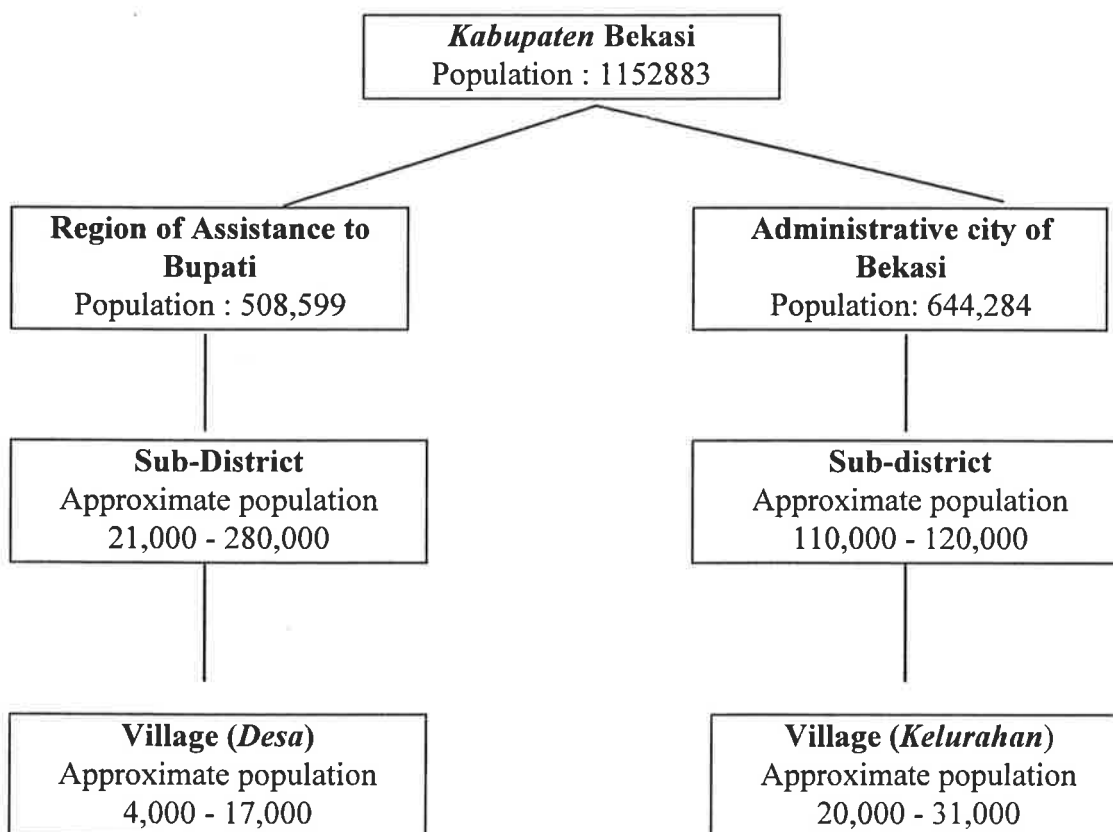 Kabupaten Bekasi
Population : 1152883
Region of Assistance to
Bupati
Population : 508,599
Administrative city of
Bekasi
Population: 644,284
Sub-District
Approximate population
21,000 - 280,000
Sub-district
Approximate population
110,000 - 120,000
Village (Desa)
Approximate population
4,000 - 17,000
Village (Kelurahan)
Approximate population
20,000 - 31,000